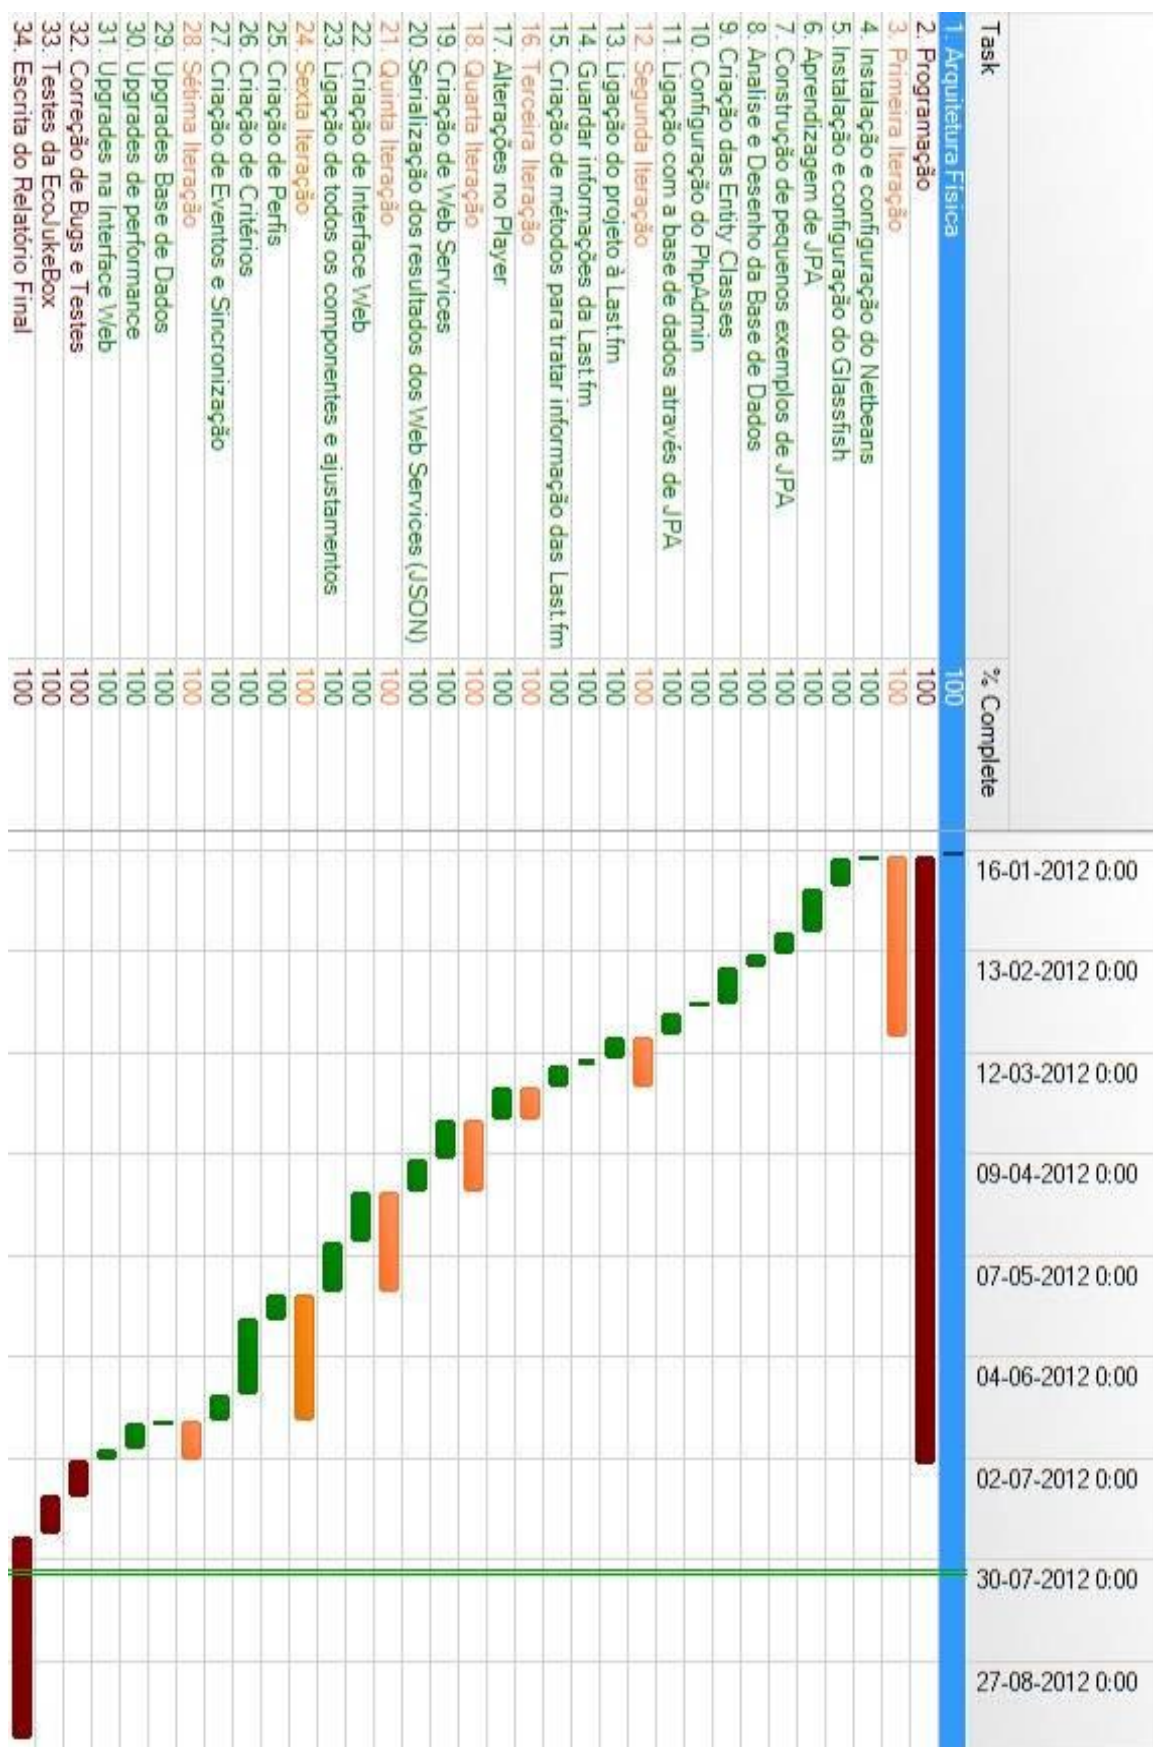 Task % Complete 16-01-2012 0:00 13-02-2012 0:00 12-03-2012 0:00 09-04-2012 0:00 07-05-2012 0:00 04-06-2012 0:00 02-07-2012 0:00 30-07-2012 0:00 27-08-2012 0:00
1. Arquitetura Física 100
2. Programação 100
3. Primeira Iteração 100
4. Instalação e configuração do Netbeans 100
5. Instalação e configuração do Glassfish 100
6. Aprendizagem de JPA 100
7. Construção de pequenos exemplos de JPA 100
8. Analise e Desenho da Base de Dados 100
9. Criação das Entity Classes 100
10. Configuração do PhpAdmin 100
11. Ligação com a base de dados através de JPA 100
12. Segunda Iteração 100
13. Ligação do projeto à Last.fm 100
14. Guardar informações da Last.fm 100
15. Criação de métodos para tratar informação das Last.fm 100
16. Terceira Iteração 100
17. Alterações no Player 100
18. Quarta Iteração 100
19. Criação de Web Services 100
20. Serialização dos resultados dos Web Services (JSON) 100
21. Quinta Iteração 100
22. Criação de Interface Web 100
23. Ligação de todos os componentes e ajustamentos 100
24. Sexta Iteração 100
25. Criação de Perfis 100
26. Criação de Critérios 100
27. Criação de Eventos e Sincronização 100
28. Sétima Iteração 100
29. Upgrades Base de Dados 100
30. Upgrades de performance 100
31. Upgrades na Interface Web 100
32. Correção de Bugs e Testes 100
33. Testes da EcoJukeBox 100
34. Escrita do Relatório Final 100